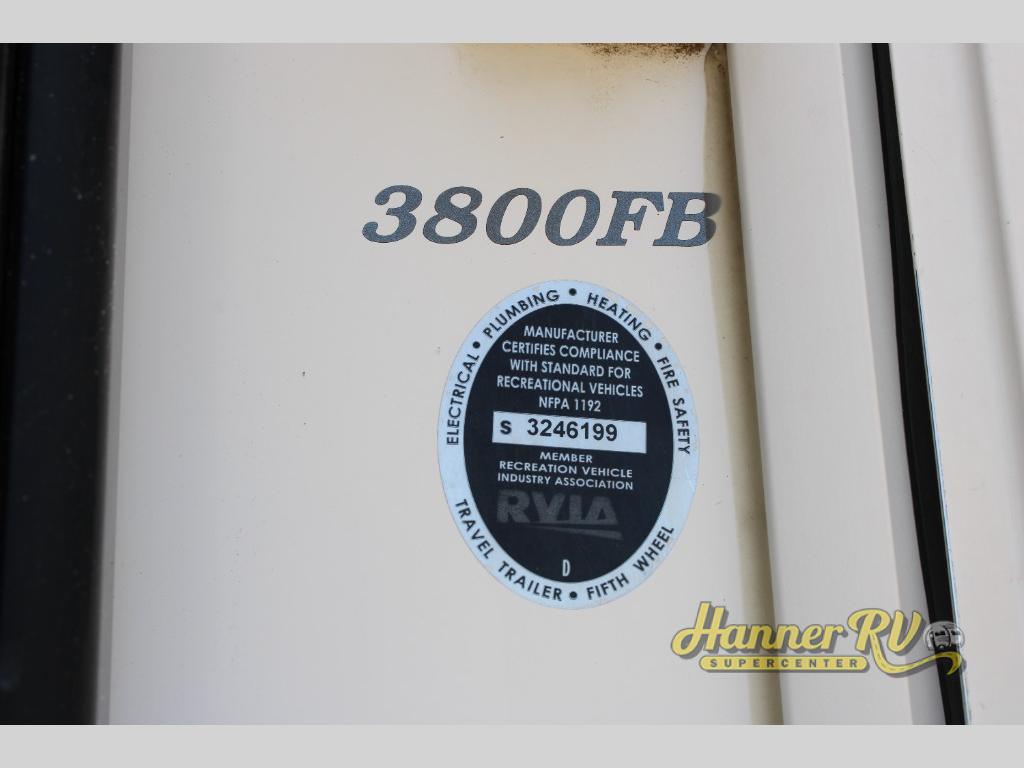 3800FB
ELECTRICAL • PLUMBING • HEATING • FIRE SAFETY
MANUFACTURER
CERTIFIES COMPLIANCE
WITH STANDARD FOR
RECREATIONAL VEHICLES
NFPA 1192
S 3246199
MEMBER
RECREATION VEHICLE
INDUSTRY ASSOCIATION
RVIA
D
TRAVEL TRAILER • FIFTH WHEEL
Hanner RV
SUPERCENTER